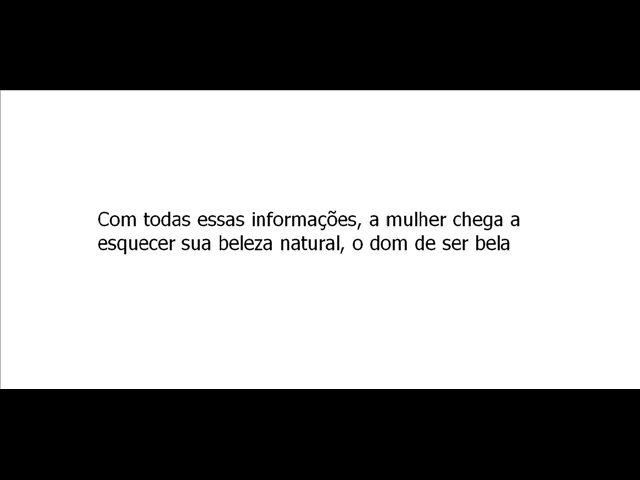 Com todas essas informações, a mulher chega a
esquecer sua beleza natural, o dom de ser bela